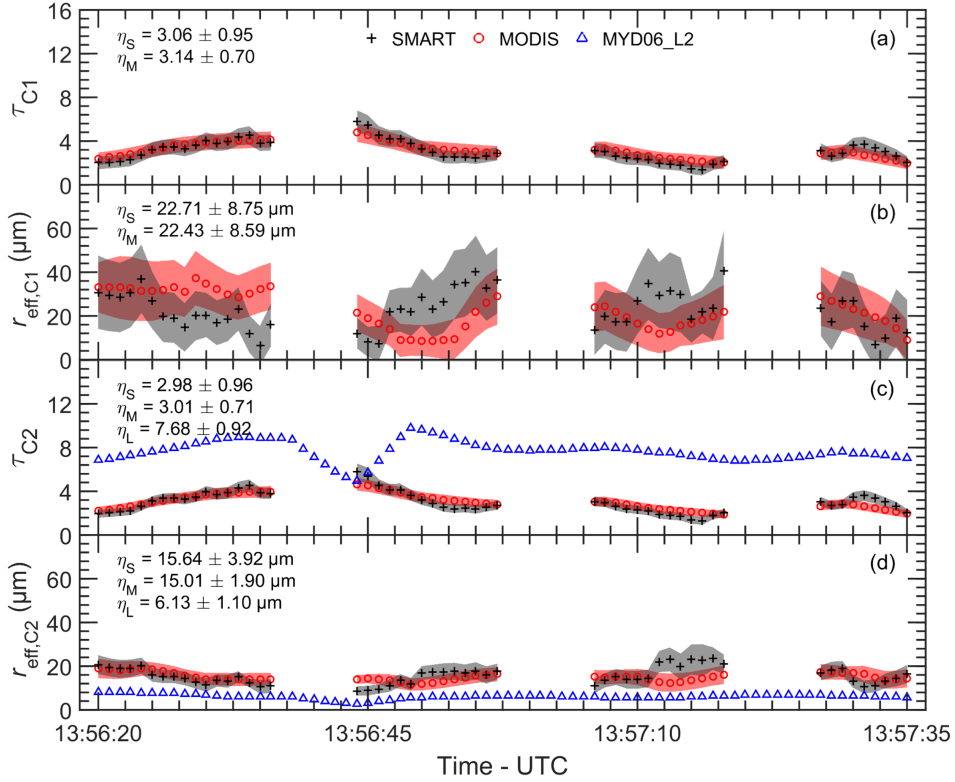 SMART MODIS MYD06_L2
(a)
η_S = 3.06 ± 0.95
η_M = 3.14 ± 0.70
τ_C1
16
12
8
4
0
(b)
η_S = 22.71 ± 8.75 µm
η_M = 22.43 ± 8.59 µm
r_eff,C1 (µm)
60
40
20
0
(c)
η_S = 2.98 ± 0.96
η_M = 3.01 ± 0.71
η_L = 7.68 ± 0.92
τ_C2
12
8
4
0
(d)
η_S = 15.64 ± 3.92 µm
η_M = 15.01 ± 1.90 µm
η_L = 6.13 ± 1.10 µm
r_eff,C2 (µm)
60
40
20
0
13:56:20 13:56:45 13:57:10 13:57:35
Time - UTC